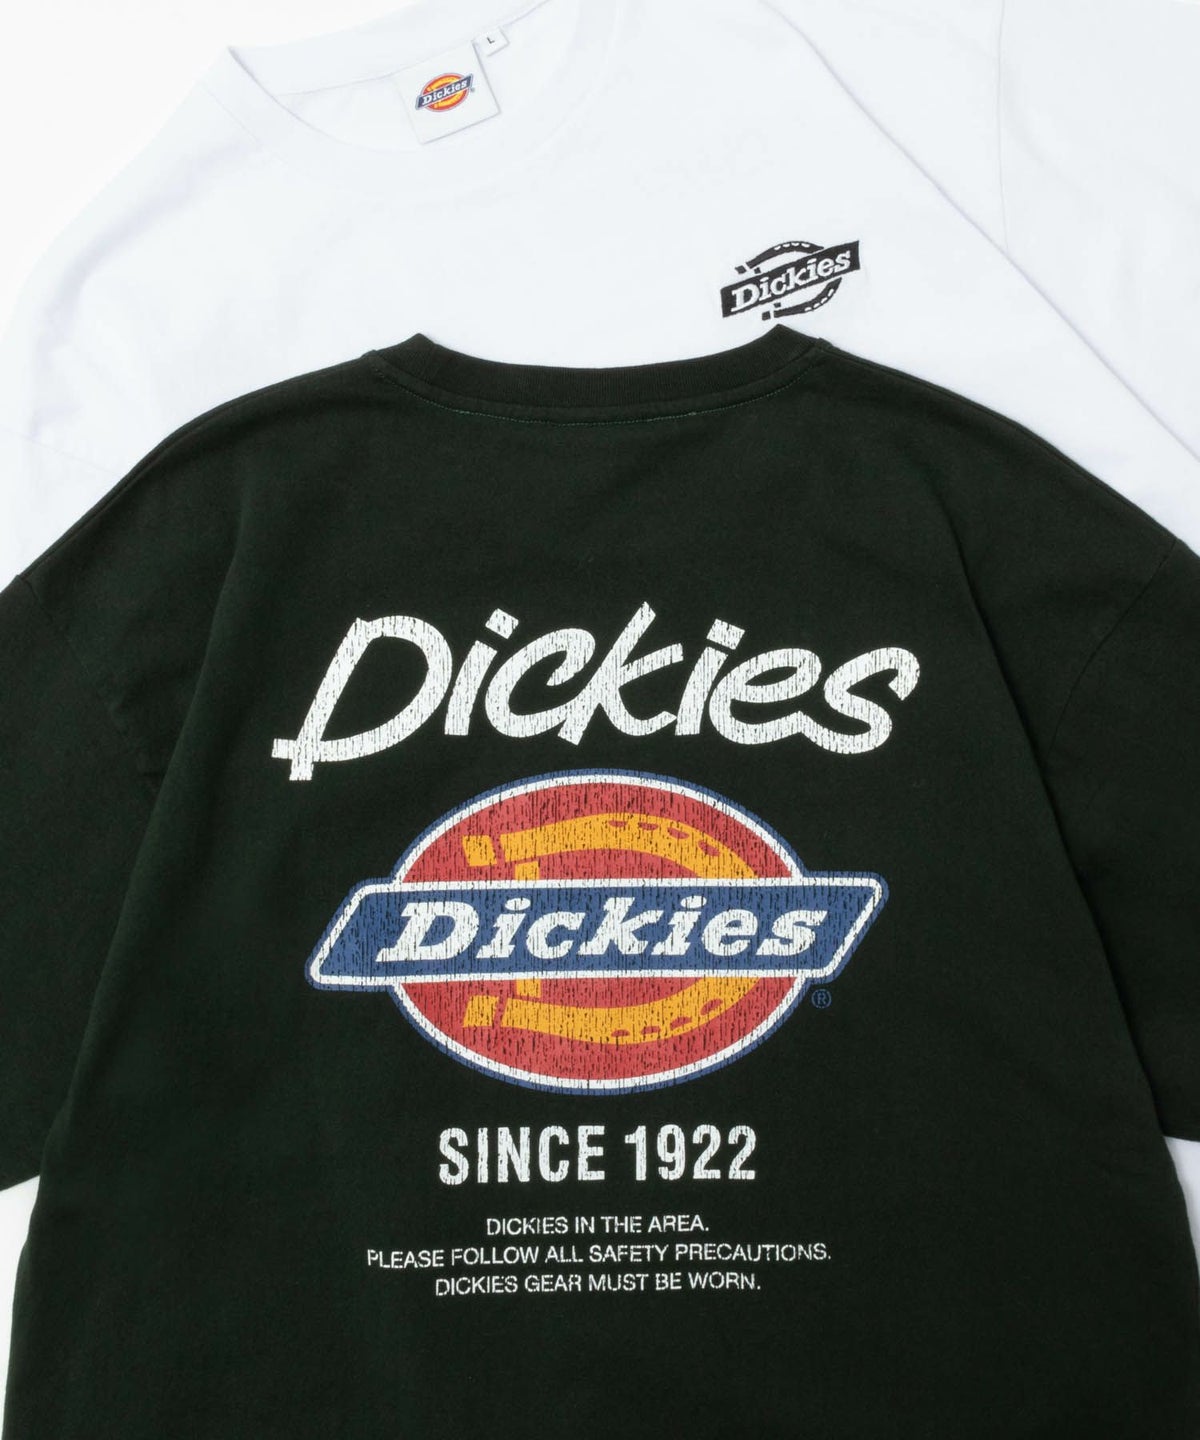 L
Dickies
Dickies
Dickies
Dickies
®
SINCE 1922
DICKIES IN THE AREA.
PLEASE FOLLOW ALL SAFETY PRECAUTIONS.
DICKIES GEAR MUST BE WORN.